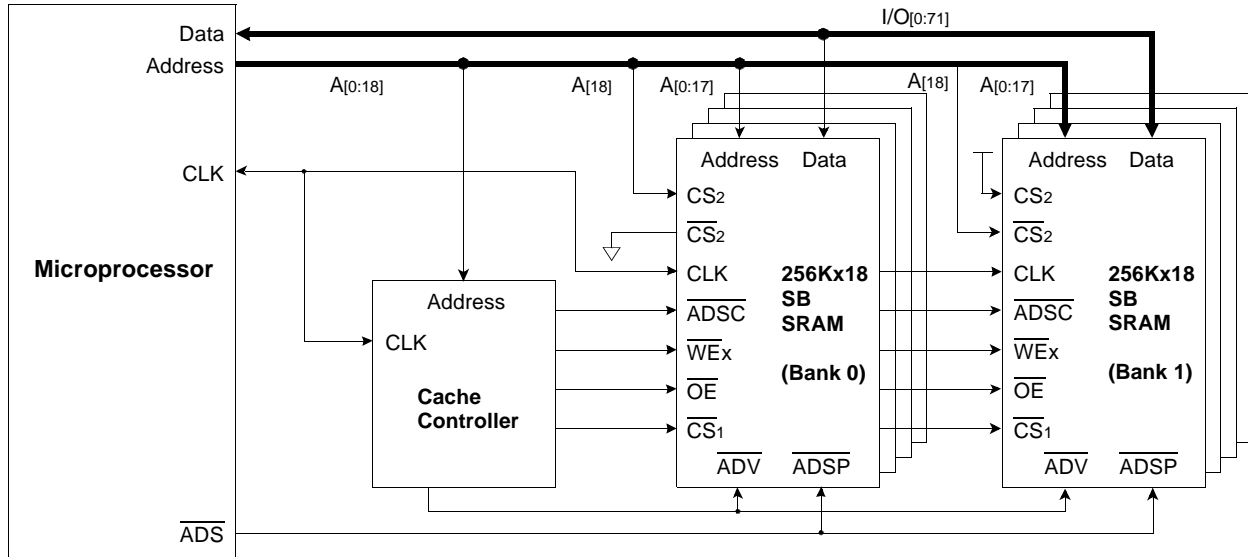 I/O[0:71]
Data
Address
A[0:18]
A[18]
A[0:17]
A[18]
A[0:17]
CLK
Microprocessor
ADS
Address
CLK
Cache
Controller
Address Data
CS2
CS2
CLK
ADSC
WEx
OE
CS1
ADV ADSP
256Kx18
SB
SRAM
(Bank 0)
Address Data
CS2
CS2
CLK
ADSC
WEx
OE
CS1
ADV ADSP
256Kx18
SB
SRAM
(Bank 1)